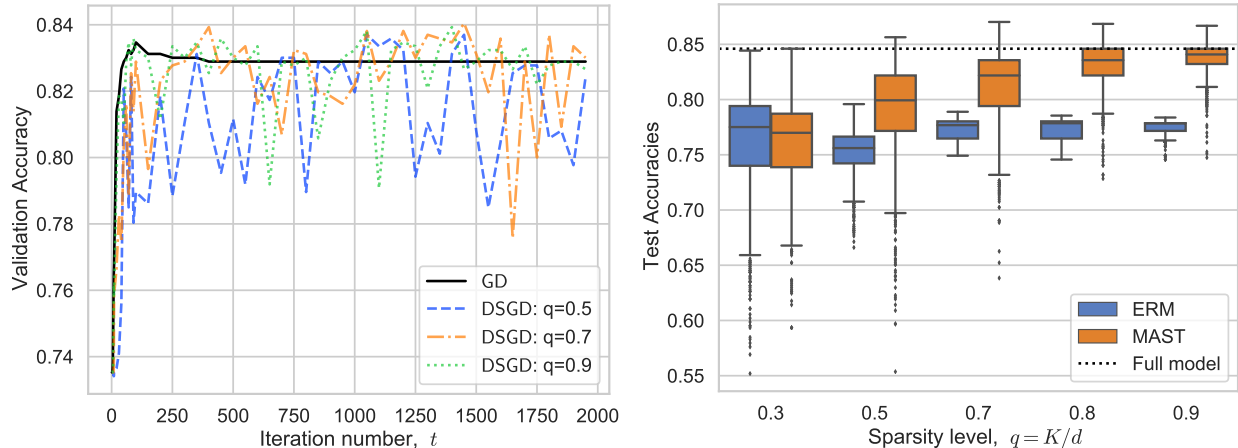 0.84
0.82
0.80
0.78
0.76
0.74
Validation Accuracy
GD
DSGD: q=0.5
DSGD: q=0.7
DSGD: q=0.9
0 250 500 750 1000 1250 1500 1750 2000
Iteration number, t
0.85
0.80
0.75
0.70
0.65
0.60
0.55
Test Accuracies
ERM
MAST
Full model
0.3 0.5 0.7 0.8 0.9
Sparsity level, q = K/d